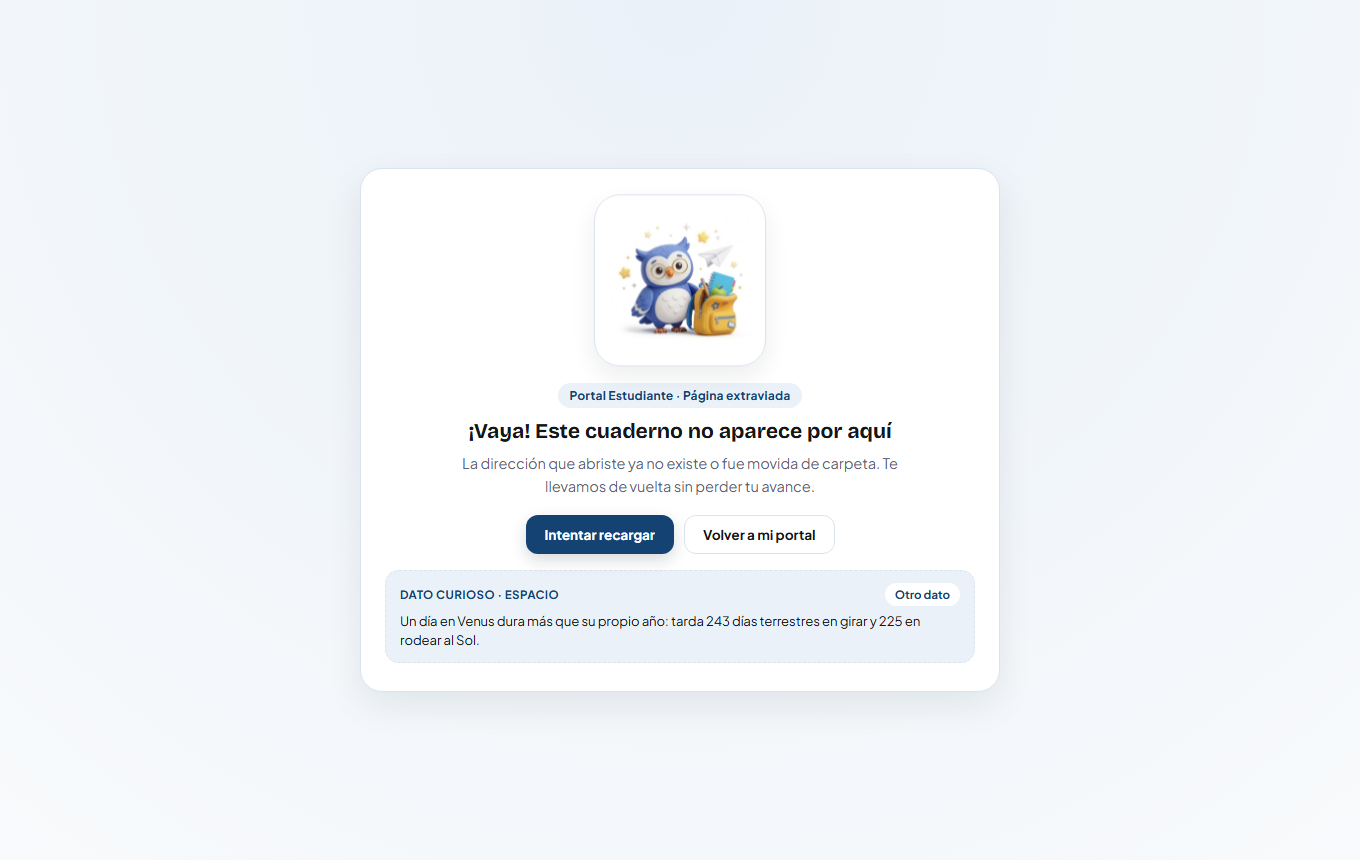 Portal Estudiante · Página extraviada
¡Vaya! Este cuaderno no aparece por aquí
La dirección que abriste ya no existe o fue movida de carpeta. Te
llevamos de vuelta sin perder tu avance.
Intentar recargar
Volver a mi portal
DATO CURIOSO · ESPACIO
Otro dato
Un día en Venus dura más que su propio año: tarda 243 días terrestres en girar y 225 en
rodear al Sol.